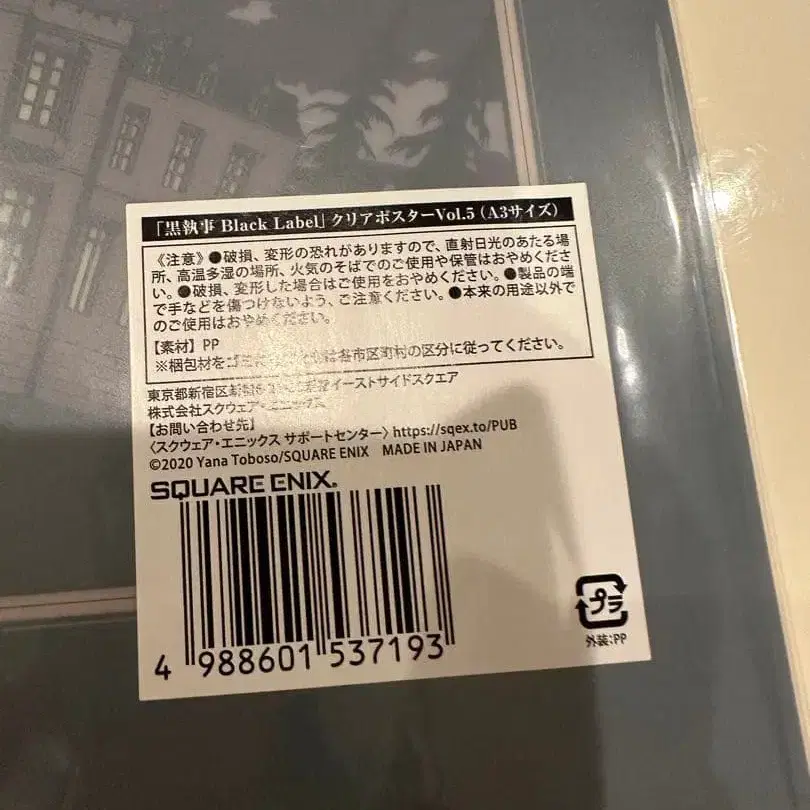 「黒執事 Black Label」クリアポスターVol.5（A3サイズ）
《注意》●破損、変形の恐れがありますので、直射日光のあたる場
所、高温多湿の場所、火気のそばでのご使用や保管はおやめくださ
い。●破損、変形した場合はご使用をおやめください。●製品の端
で手などを傷つけないよう、ご注意ください。●本来の用途以外で
のご使用はおやめください。
【素材】PP
※梱包材を 各市区町村の区分に従ってください。
東京都新宿区新宿6- イーストサイドスクエア
株式会社スクウェア・エニックス
【お問い合わせ先】
〈スクウェア・エニックス サポートセンター〉https://sqex.to/PUB
©2020 Yana Toboso/SQUARE ENIX MADE IN JAPAN
SQUARE ENIX.
4 988601 537193
プラ
外装:PP